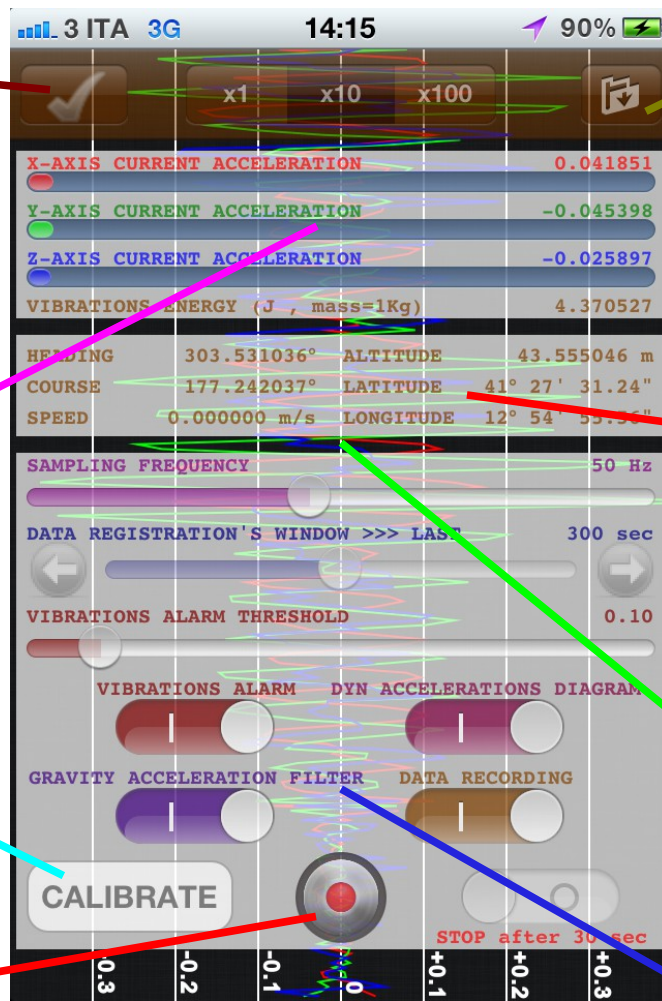 3 ITA 3G 14:15 90%
x1 x10 x100
X-AXIS CURRENT ACCELERATION 0.041851
Y-AXIS CURRENT ACCELERATION -0.045398
Z-AXIS CURRENT ACCELERATION -0.025897
VIBRATIONS ENERGY (J , mass=1Kg) 4.370527
HEADING 303.531036° ALTITUDE 43.555046 m
COURSE 177.242037° LATITUDE 41° 27' 31.24"
SPEED 0.000000 m/s LONGITUDE 12° 54' 55.56"
SAMPLING FREQUENCY 50 Hz
DATA REGISTRATION'S WINDOW >>> LAST 300 sec
VIBRATIONS ALARM THRESHOLD 0.10
VIBRATIONS ALARM DYN ACCELERATIONS DIAGRAM
GRAVITY ACCELERATION FILTER DATA RECORDING
CALIBRATE
STOP after 30 sec
-0.3 -0.2 -0.1 0 +0.1 +0.2 +0.3